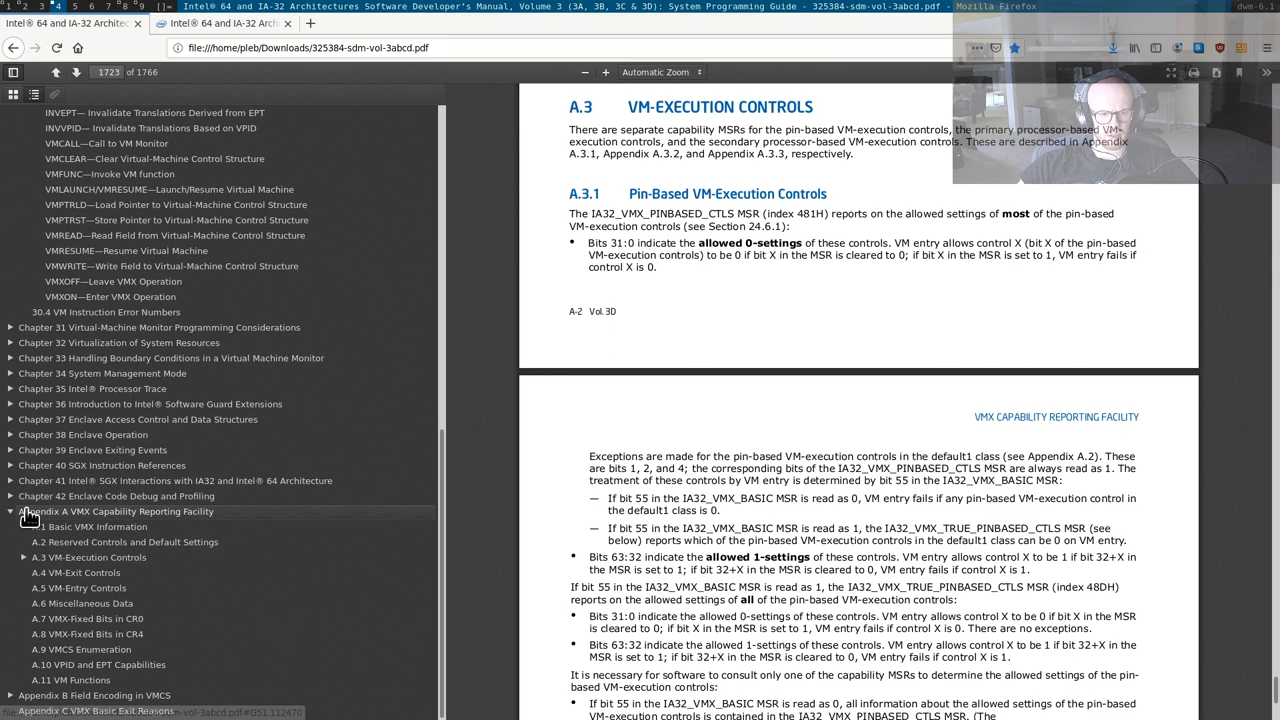 1 2 3 4 5 6 7 8 9 []= Intel® 64 and IA-32 Architectures Software Developer's Manual, Volume 3 (3A, 3B, 3C & 3D): System Programming Guide - 325384-sdm-vol-3abcd.pdf - Mozilla Firefox dwm-6.1
Intel® 64 and IA-32 Architec × Intel® 64 and IA-32 Arch × +
file:///home/pleb/Downloads/325384-sdm-vol-3abcd.pdf
1723 of 1766 − + Automatic Zoom
INVEPT— Invalidate Translations Derived from EPT
INVVPID— Invalidate Translations Based on VPID
VMCALL—Call to VM Monitor
VMCLEAR—Clear Virtual-Machine Control Structure
VMFUNC—Invoke VM function
VMLAUNCH/VMRESUME—Launch/Resume Virtual Machine
VMPTRLD—Load Pointer to Virtual-Machine Control Structure
VMPTRST—Store Pointer to Virtual-Machine Control Structure
VMREAD—Read Field from Virtual-Machine Control Structure
VMRESUME—Resume Virtual Machine
VMWRITE—Write Field to Virtual-Machine Control Structure
VMXOFF—Leave VMX Operation
VMXON—Enter VMX Operation
30.4 VM Instruction Error Numbers
Chapter 31 Virtual-Machine Monitor Programming Considerations
Chapter 32 Virtualization of System Resources
Chapter 33 Handling Boundary Conditions in a Virtual Machine Monitor
Chapter 34 System Management Mode
Chapter 35 Intel® Processor Trace
Chapter 36 Introduction to Intel® Software Guard Extensions
Chapter 37 Enclave Access Control and Data Structures
Chapter 38 Enclave Operation
Chapter 39 Enclave Exiting Events
Chapter 40 SGX Instruction References
Chapter 41 Intel® SGX Interactions with IA32 and Intel® 64 Architecture
Chapter 42 Enclave Code Debug and Profiling
Appendix A VMX Capability Reporting Facility
.1 Basic VMX Information
A.2 Reserved Controls and Default Settings
A.3 VM-Execution Controls
A.4 VM-Exit Controls
A.5 VM-Entry Controls
A.6 Miscellaneous Data
A.7 VMX-Fixed Bits in CR0
A.8 VMX-Fixed Bits in CR4
A.9 VMCS Enumeration
A.10 VPID and EPT Capabilities
A.11 VM Functions
Appendix B Field Encoding in VMCS
Appendix C VMX Basic Exit Reasons
A.3 VM-EXECUTION CONTROLS
There are separate capability MSRs for the pin-based VM-execution controls, the primary processor-based VM-
execution controls, and the secondary processor-based VM-execution controls. These are described in Appendix
A.3.1, Appendix A.3.2, and Appendix A.3.3, respectively.
A.3.1 Pin-Based VM-Execution Controls
The IA32_VMX_PINBASED_CTLS MSR (index 481H) reports on the allowed settings of most of the pin-based
VM-execution controls (see Section 24.6.1):
• Bits 31:0 indicate the allowed 0-settings of these controls. VM entry allows control X (bit X of the pin-based
VM-execution controls) to be 0 if bit X in the MSR is cleared to 0; if bit X in the MSR is set to 1, VM entry fails if
control X is 0.
A-2 Vol. 3D
VMX CAPABILITY REPORTING FACILITY
Exceptions are made for the pin-based VM-execution controls in the default1 class (see Appendix A.2). These
are bits 1, 2, and 4; the corresponding bits of the IA32_VMX_PINBASED_CTLS MSR are always read as 1. The
treatment of these controls by VM entry is determined by bit 55 in the IA32_VMX_BASIC MSR:
— If bit 55 in the IA32_VMX_BASIC MSR is read as 0, VM entry fails if any pin-based VM-execution control in
the default1 class is 0.
— If bit 55 in the IA32_VMX_BASIC MSR is read as 1, the IA32_VMX_TRUE_PINBASED_CTLS MSR (see
below) reports which of the pin-based VM-execution controls in the default1 class can be 0 on VM entry.
• Bits 63:32 indicate the allowed 1-settings of these controls. VM entry allows control X to be 1 if bit 32+X in
the MSR is set to 1; if bit 32+X in the MSR is cleared to 0, VM entry fails if control X is 1.
If bit 55 in the IA32_VMX_BASIC MSR is read as 1, the IA32_VMX_TRUE_PINBASED_CTLS MSR (index 48DH)
reports on the allowed settings of all of the pin-based VM-execution controls:
• Bits 31:0 indicate the allowed 0-settings of these controls. VM entry allows control X to be 0 if bit X in the MSR
is cleared to 0; if bit X in the MSR is set to 1, VM entry fails if control X is 0. There are no exceptions.
• Bits 63:32 indicate the allowed 1-settings of these controls. VM entry allows control X to be 1 if bit 32+X in the
MSR is set to 1; if bit 32+X in the MSR is cleared to 0, VM entry fails if control X is 1.
It is necessary for software to consult only one of the capability MSRs to determine the allowed settings of the pin-
based VM-execution controls:
• If bit 55 in the IA32_VMX_BASIC MSR is read as 0, all information about the allowed settings of the pin-based
VM-execution controls is contained in the IA32_VMX_PINBASED_CTLS MSR. (The